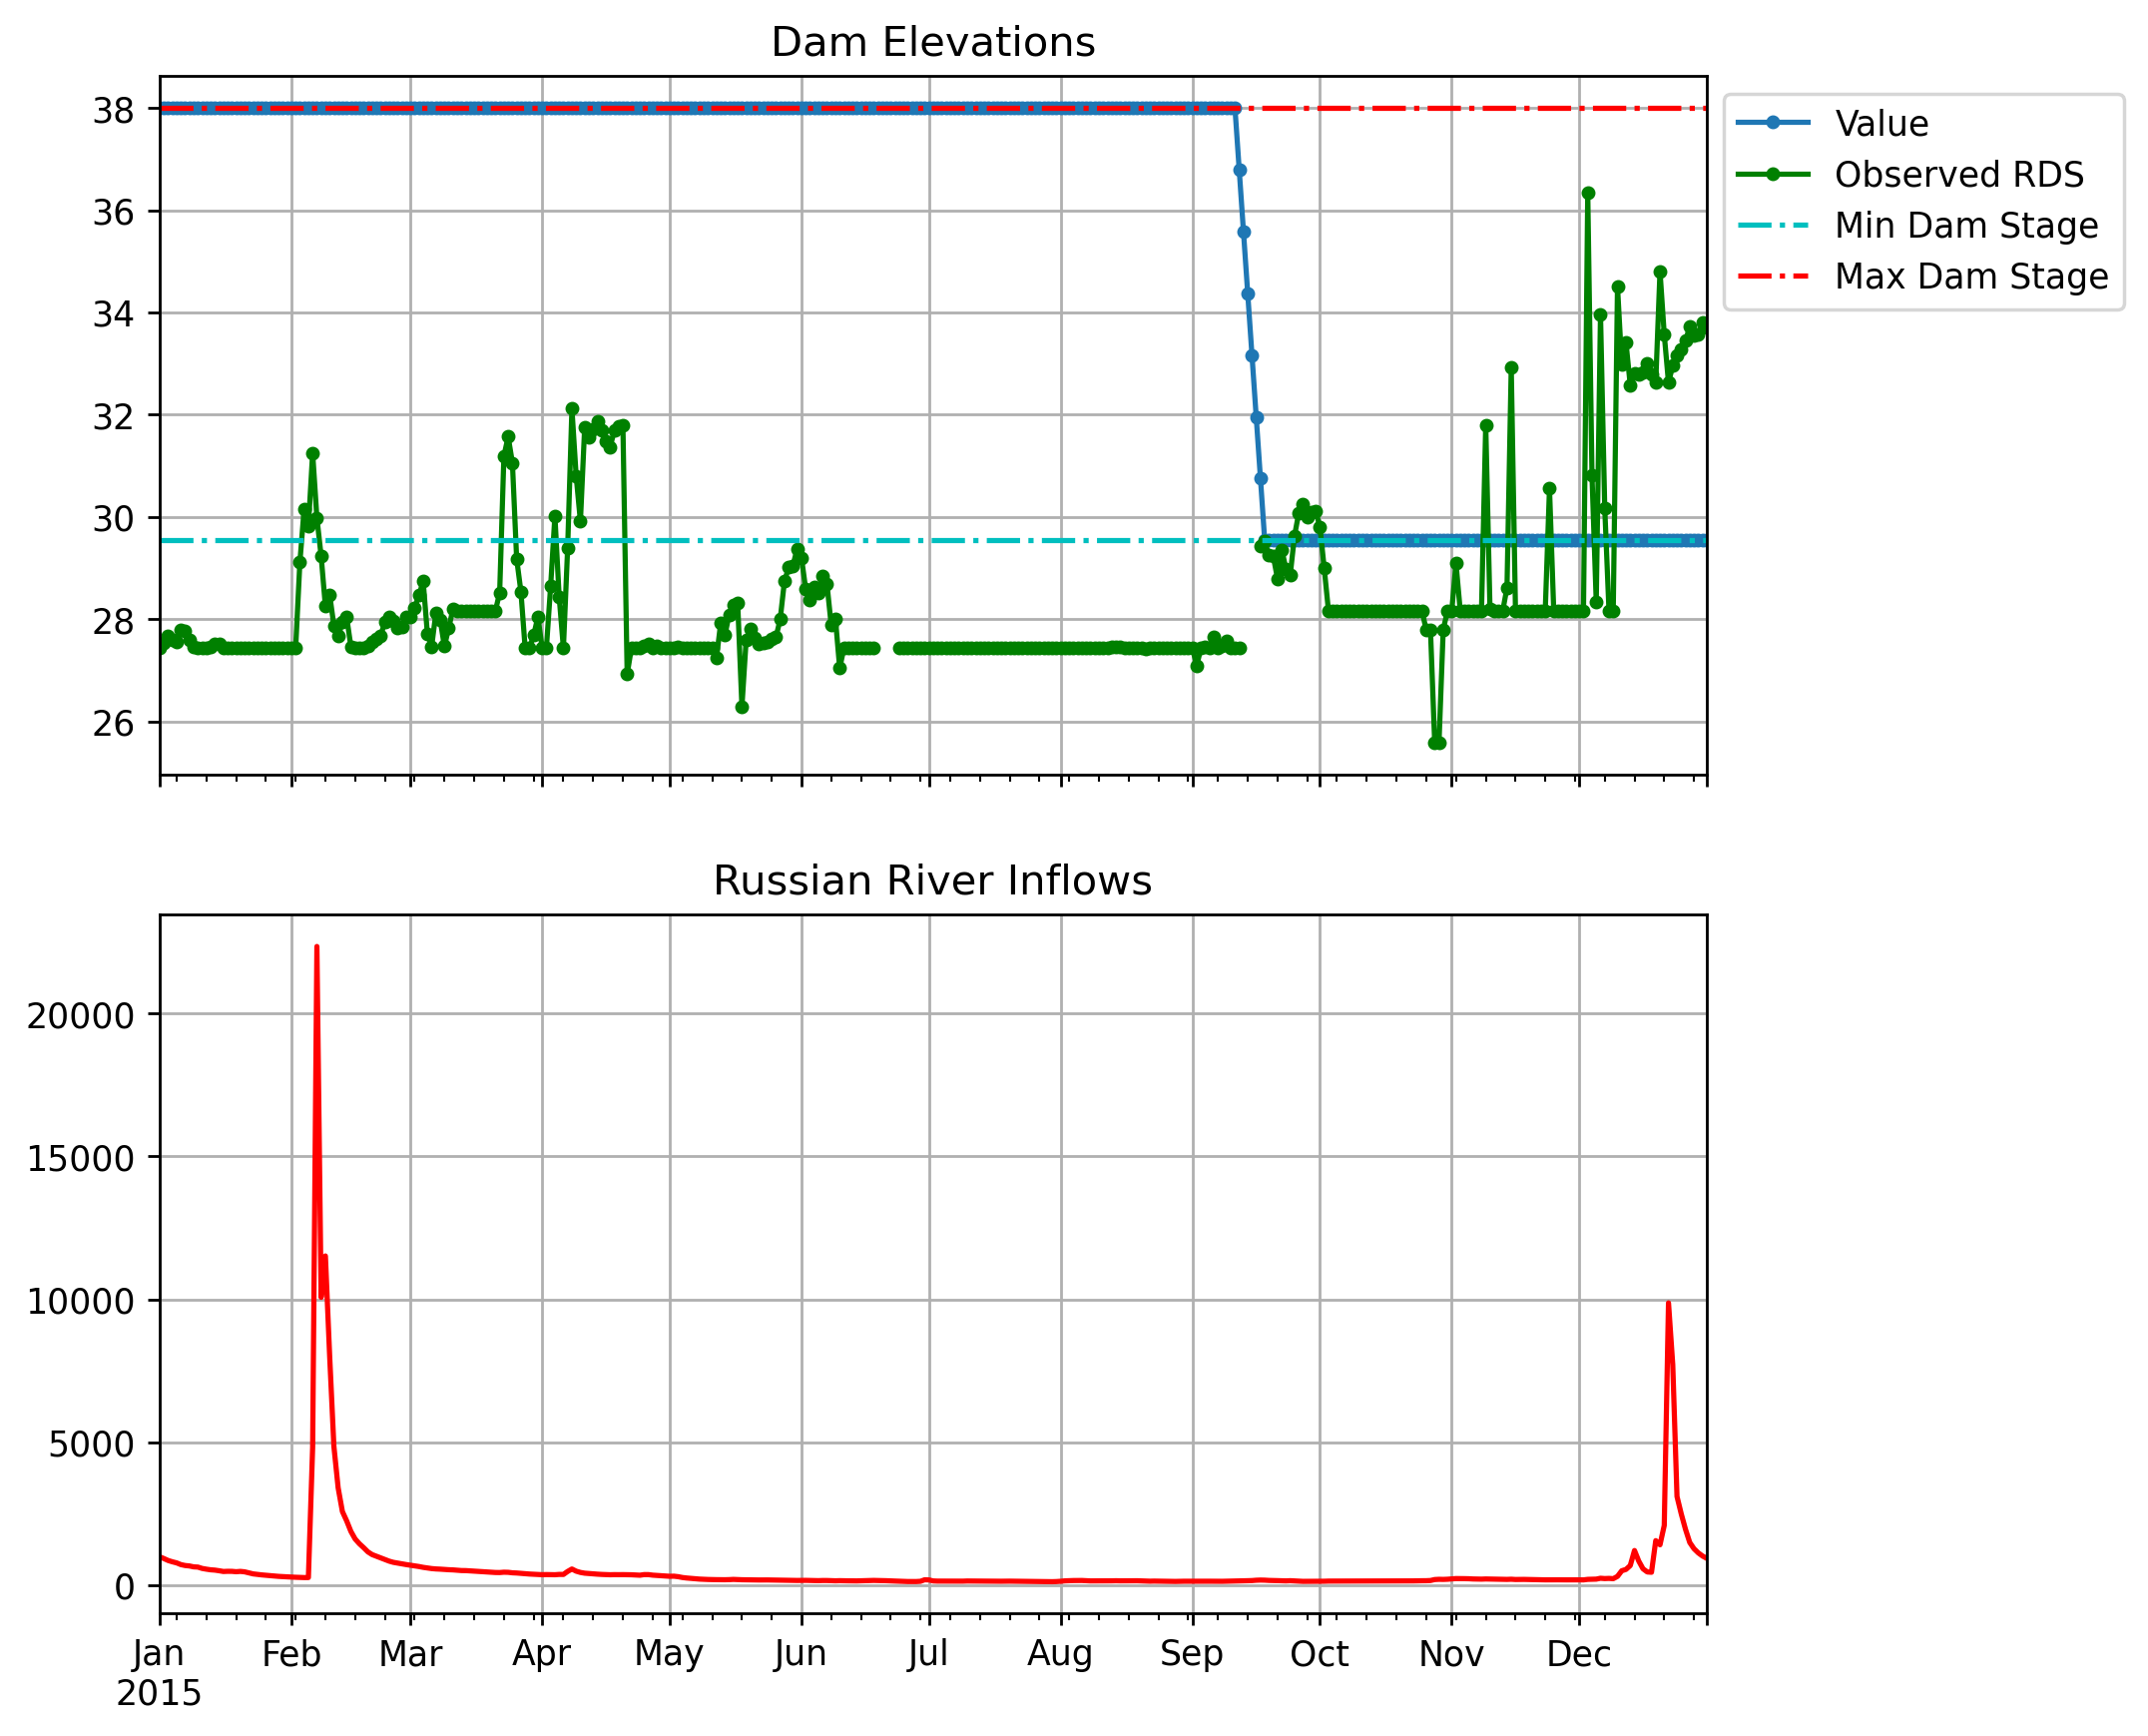 Dam Elevations
38
36
34
32
30
28
26
Value
Observed RDS
Min Dam Stage
Max Dam Stage
Russian River Inflows
20000
15000
10000
5000
0
Jan Feb Mar Apr May Jun Jul Aug Sep Oct Nov Dec
2015